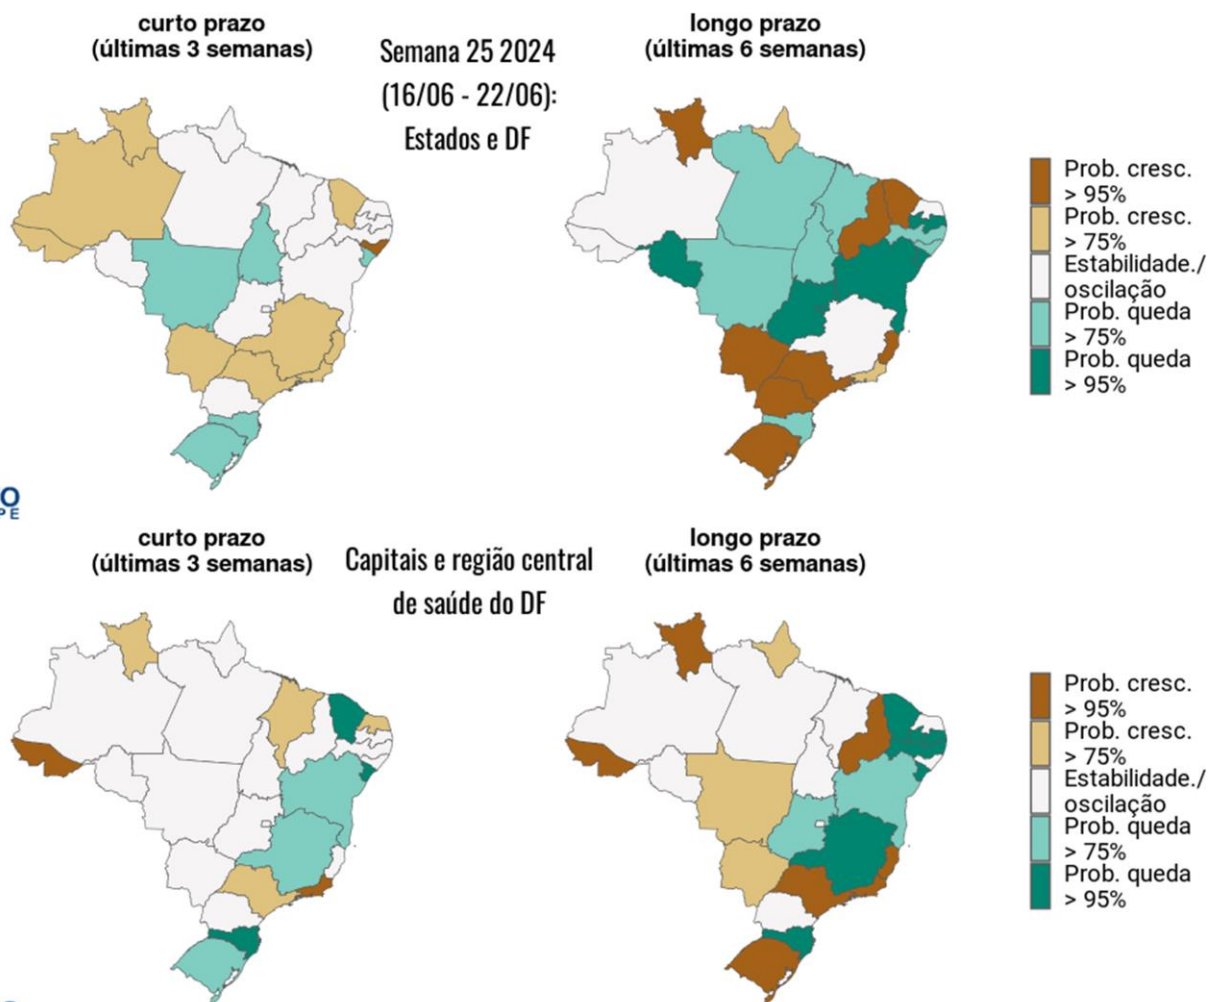 curto prazo
(últimas 3 semanas)
Semana 25 2024
(16/06 - 22/06):
Estados e DF
longo prazo
(últimas 6 semanas)
Prob. cresc.
> 95%
Prob. cresc.
> 75%
Estabilidade./
oscilação
Prob. queda
> 75%
Prob. queda
> 95%
O
PE
curto prazo
(últimas 3 semanas)
Capitais e região central
de saúde do DF
longo prazo
(últimas 6 semanas)
Prob. cresc.
> 95%
Prob. cresc.
> 75%
Estabilidade./
oscilação
Prob. queda
> 75%
Prob. queda
> 95%